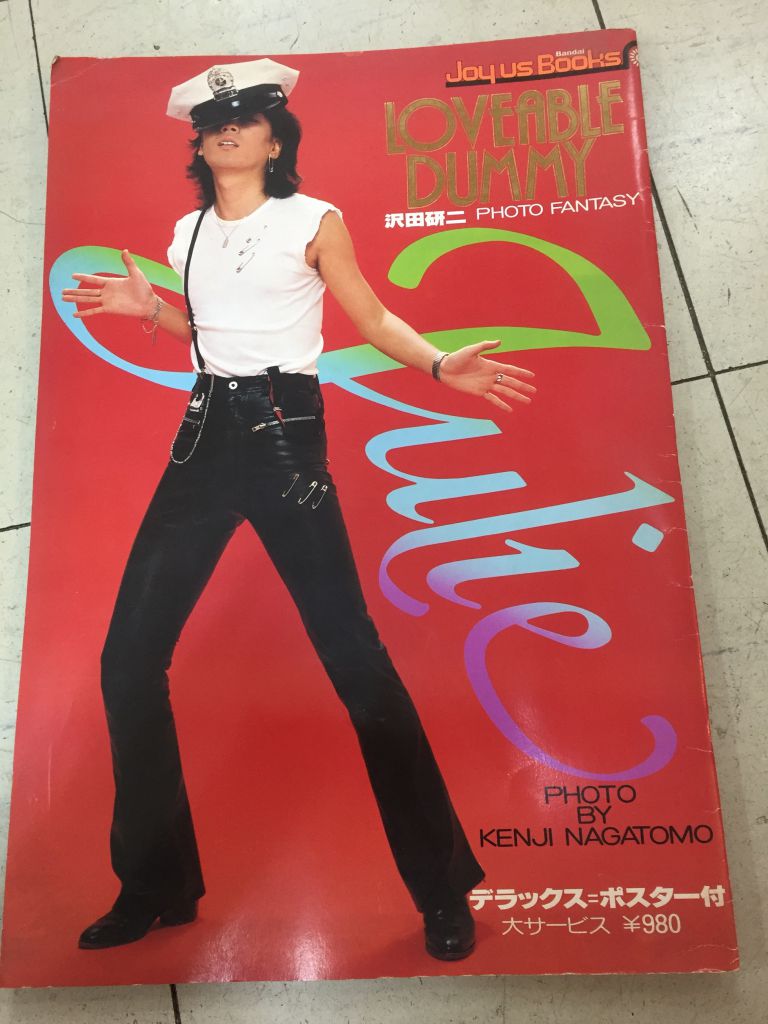 Bandai
Joy us Books
LOVEABLE
DUMMY
沢田研二 PHOTO FANTASY
Julie
PHOTO
BY
KENJI NAGATOMO
デラックス=ポスター付
大サービス ¥980